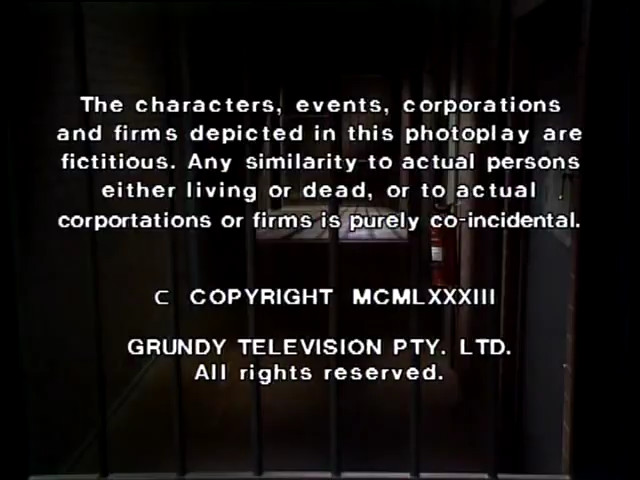 The characters, events, corporations
and firms depicted in this photoplay are
fictitious. Any similarity to actual persons
either living or dead, or to actual
corportations or firms is purely co-incidental.
C COPYRIGHT MCMLXXXIII
GRUNDY TELEVISION PTY. LTD.
All rights reserved.